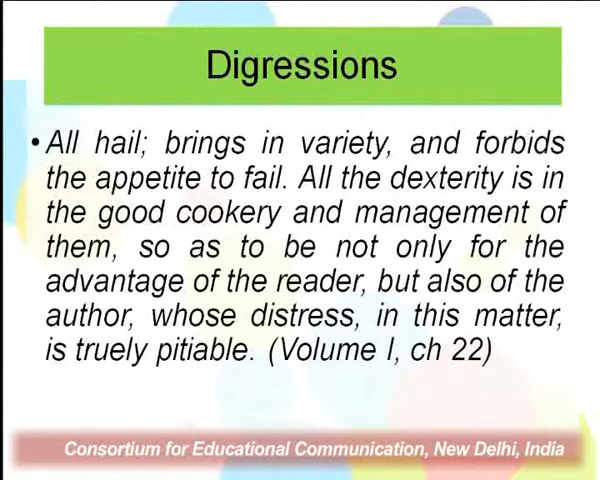 Digressions
•All hail; brings in variety, and forbids
the appetite to fail. All the dexterity is in
the good cookery and management of
them, so as to be not only for the
advantage of the reader, but also of the
author, whose distress, in this matter,
is truely pitiable. (Volume I, ch 22)
Consortium for Educational Communication, New Delhi, India